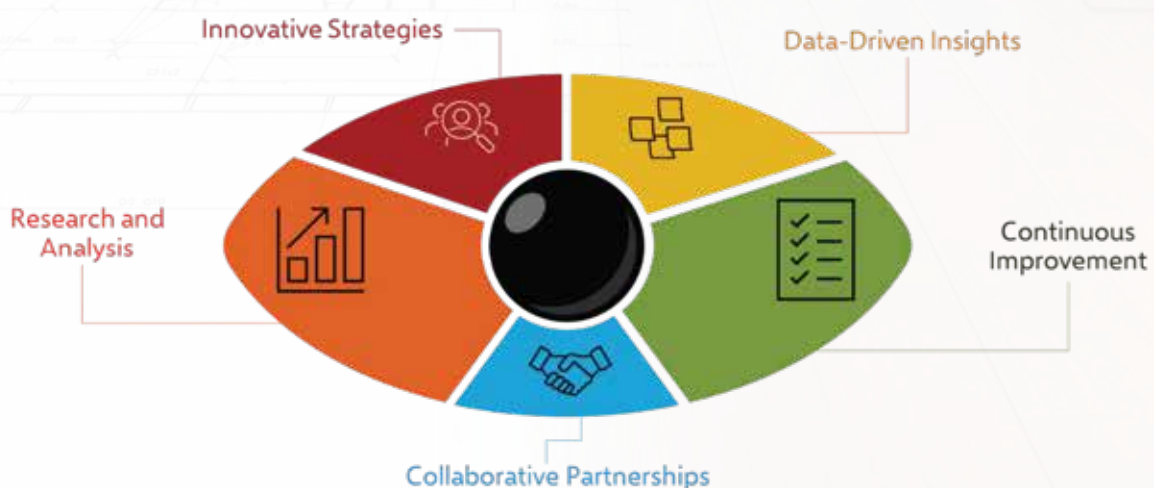 Innovative Strategies
Data-Driven Insights
Research and
Analysis
Continuous
Improvement
Collaborative Partnerships